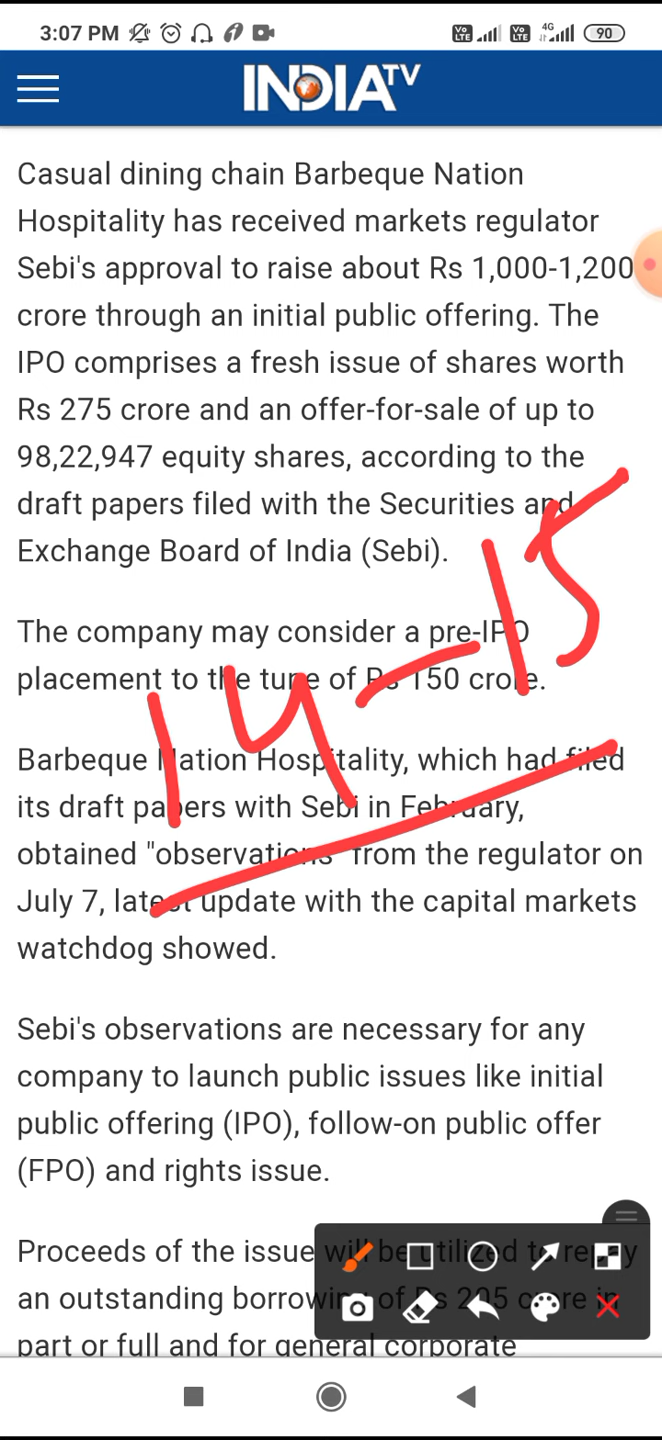 3:07 PM
4G
90
INDIA TV
Casual dining chain Barbeque Nation
Hospitality has received markets regulator
Sebi's approval to raise about Rs 1,000-1,200
crore through an initial public offering. The
IPO comprises a fresh issue of shares worth
Rs 275 crore and an offer-for-sale of up to
98,22,947 equity shares, according to the
draft papers filed with the Securities and
Exchange Board of India (Sebi).
The company may consider a pre-IPO
placement to the tune of Rs 150 crore.
14-15
Barbeque Nation Hospitality, which had filed
its draft papers with Sebi in February,
obtained "observations" from the regulator on
July 7, latest update with the capital markets
watchdog showed.
Sebi's observations are necessary for any
company to launch public issues like initial
public offering (IPO), follow-on public offer
(FPO) and rights issue.
Proceeds of the issue will be utilized to repay
an outstanding borrowing of Rs 205 crore in
part or full and for general corporate